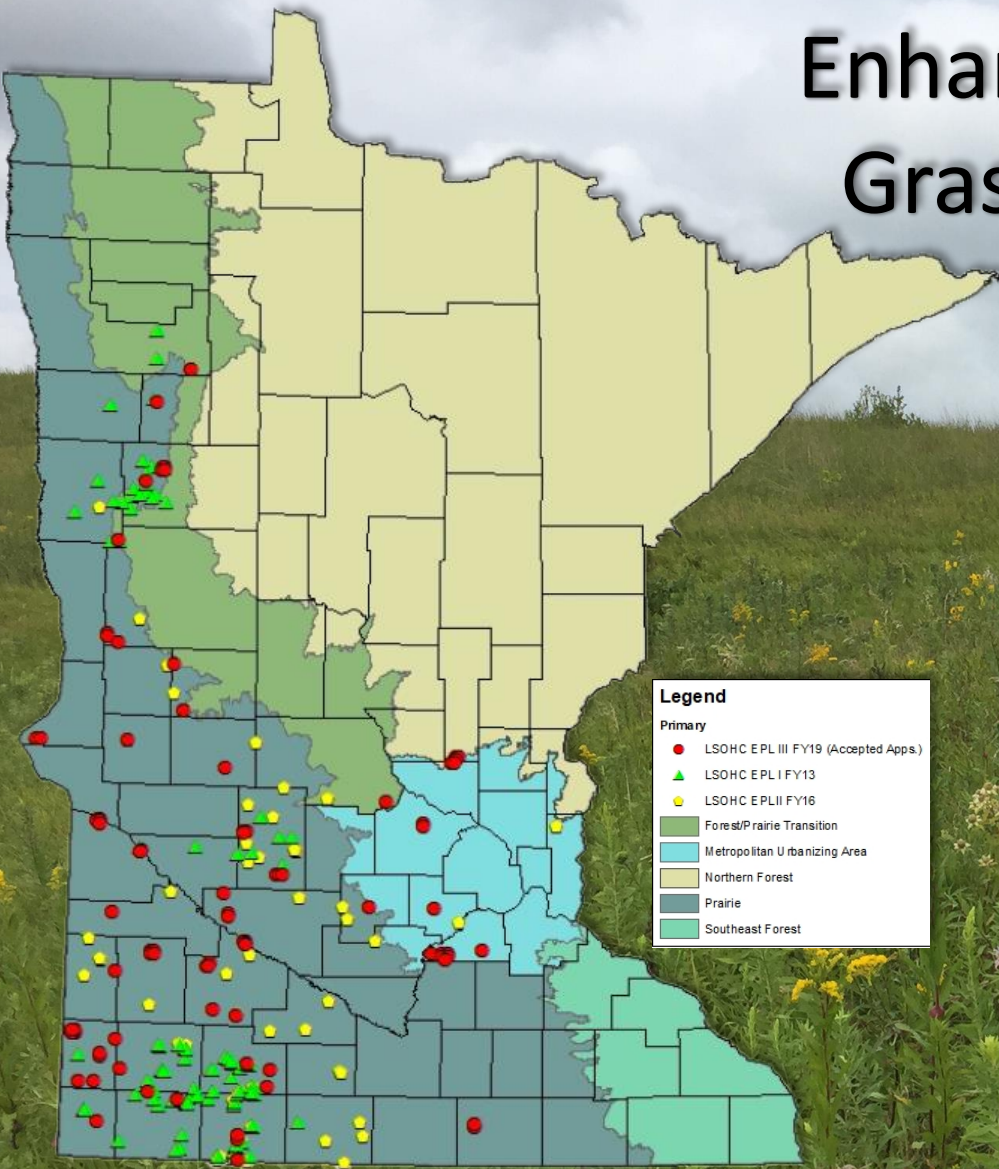 Enhan
Gras
Legend
Primary
LSOHC EPL III FY19 (Accepted Apps.)
LSOHC EPL I FY13
LSOHC EPLII FY16
Forest/Prairie Transition
Metropolitan Urbanizing Area
Northern Forest
Prairie
Southeast Forest